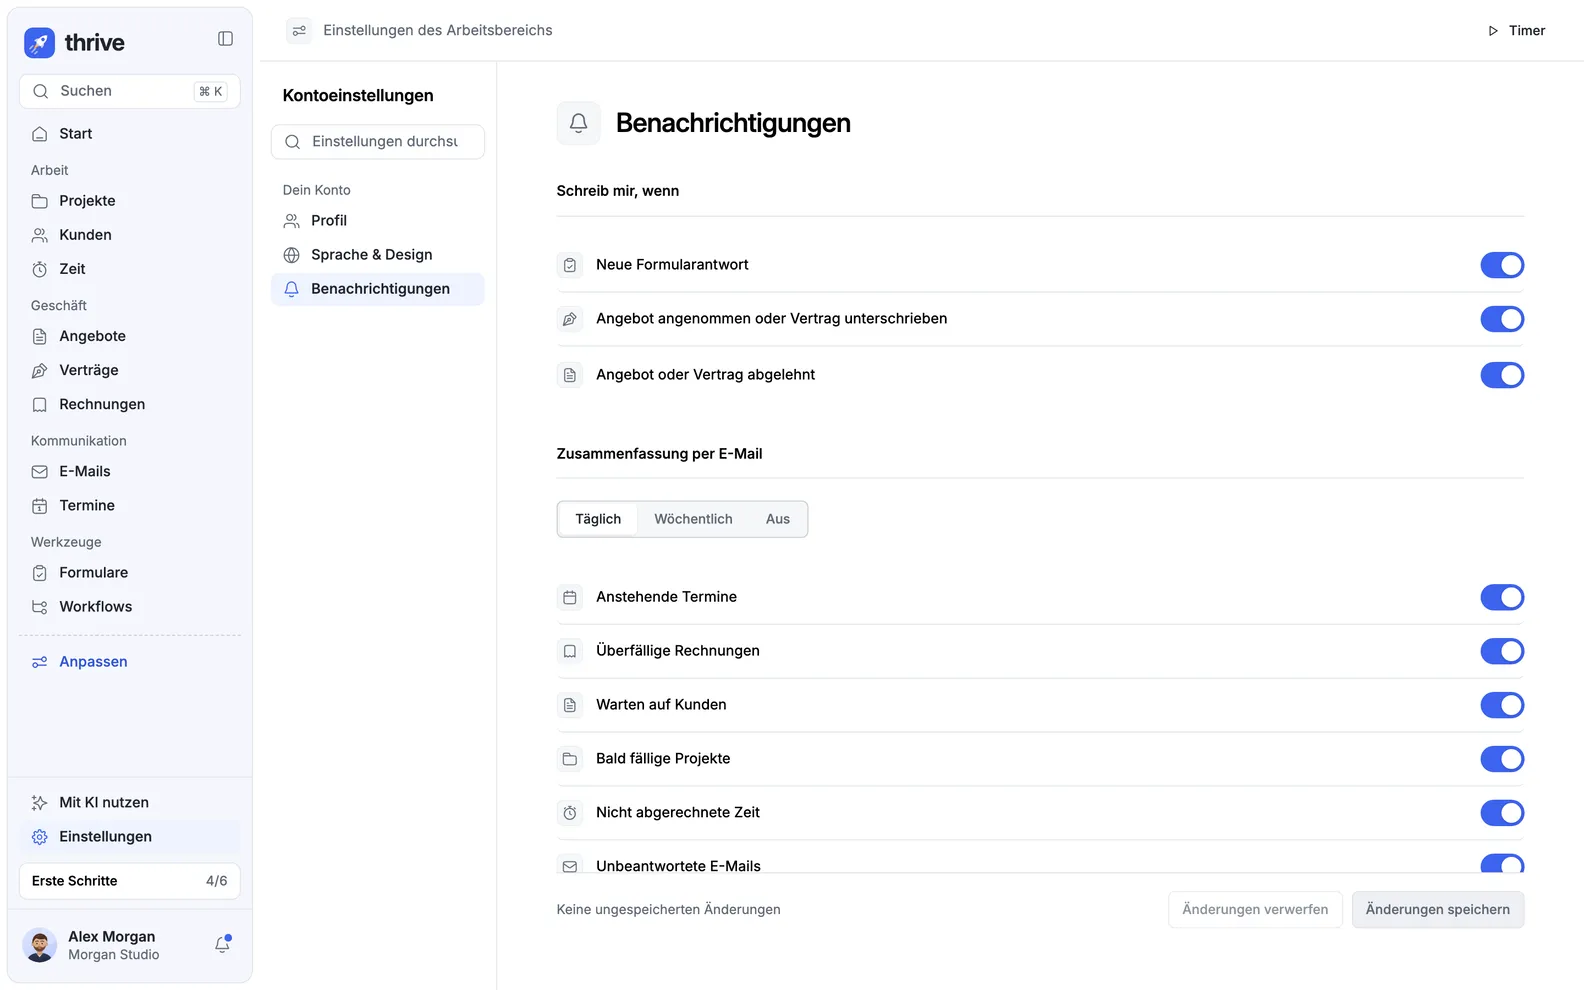 thrive
Suchen
⌘ K
Start
Arbeit
Projekte
Kunden
Zeit
Geschäft
Angebote
Verträge
Rechnungen
Kommunikation
E-Mails
Termine
Werkzeuge
Formulare
Workflows
Anpassen
Mit KI nutzen
Einstellungen
Erste Schritte 4/6
Alex Morgan
Morgan Studio
Einstellungen des Arbeitsbereichs
Timer
Kontoeinstellungen
Einstellungen durchsu
Dein Konto
Profil
Sprache & Design
Benachrichtigungen
Benachrichtigungen
Schreib mir, wenn
Neue Formularantwort
Angebot angenommen oder Vertrag unterschrieben
Angebot oder Vertrag abgelehnt
Zusammenfassung per E-Mail
Täglich Wöchentlich Aus
Anstehende Termine
Überfällige Rechnungen
Warten auf Kunden
Bald fällige Projekte
Nicht abgerechnete Zeit
Unbeantwortete E-Mails
Keine ungespeicherten Änderungen
Änderungen verwerfen
Änderungen speichern